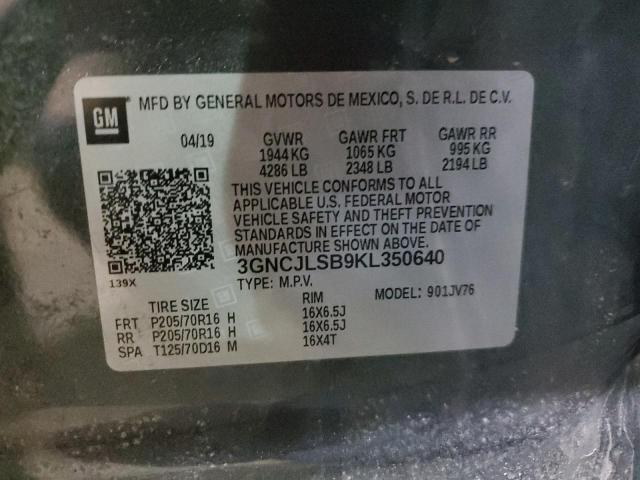 GM
MFD BY GENERAL MOTORS DE MEXICO, S. DE R.L. DE C.V.
04/19 GVWR GAWR FRT GAWR RR
1944 KG 1065 KG 995 KG
4286 LB 2348 LB 2194 LB
THIS VEHICLE CONFORMS TO ALL
APPLICABLE U.S. FEDERAL MOTOR
VEHICLE SAFETY AND THEFT PREVENTION
STANDARDS IN EFFECT ON THE DATE OF
MANUFACTURE SHOWN ABOVE.
3GNCJLSB9KL350640
139X
TYPE: M.P.V. MODEL: 901JV76
TIRE SIZE RIM
FRT P205/70R16 H 16X6.5J
RR P205/70R16 H 16X6.5J
SPA T125/70D16 M 16X4T